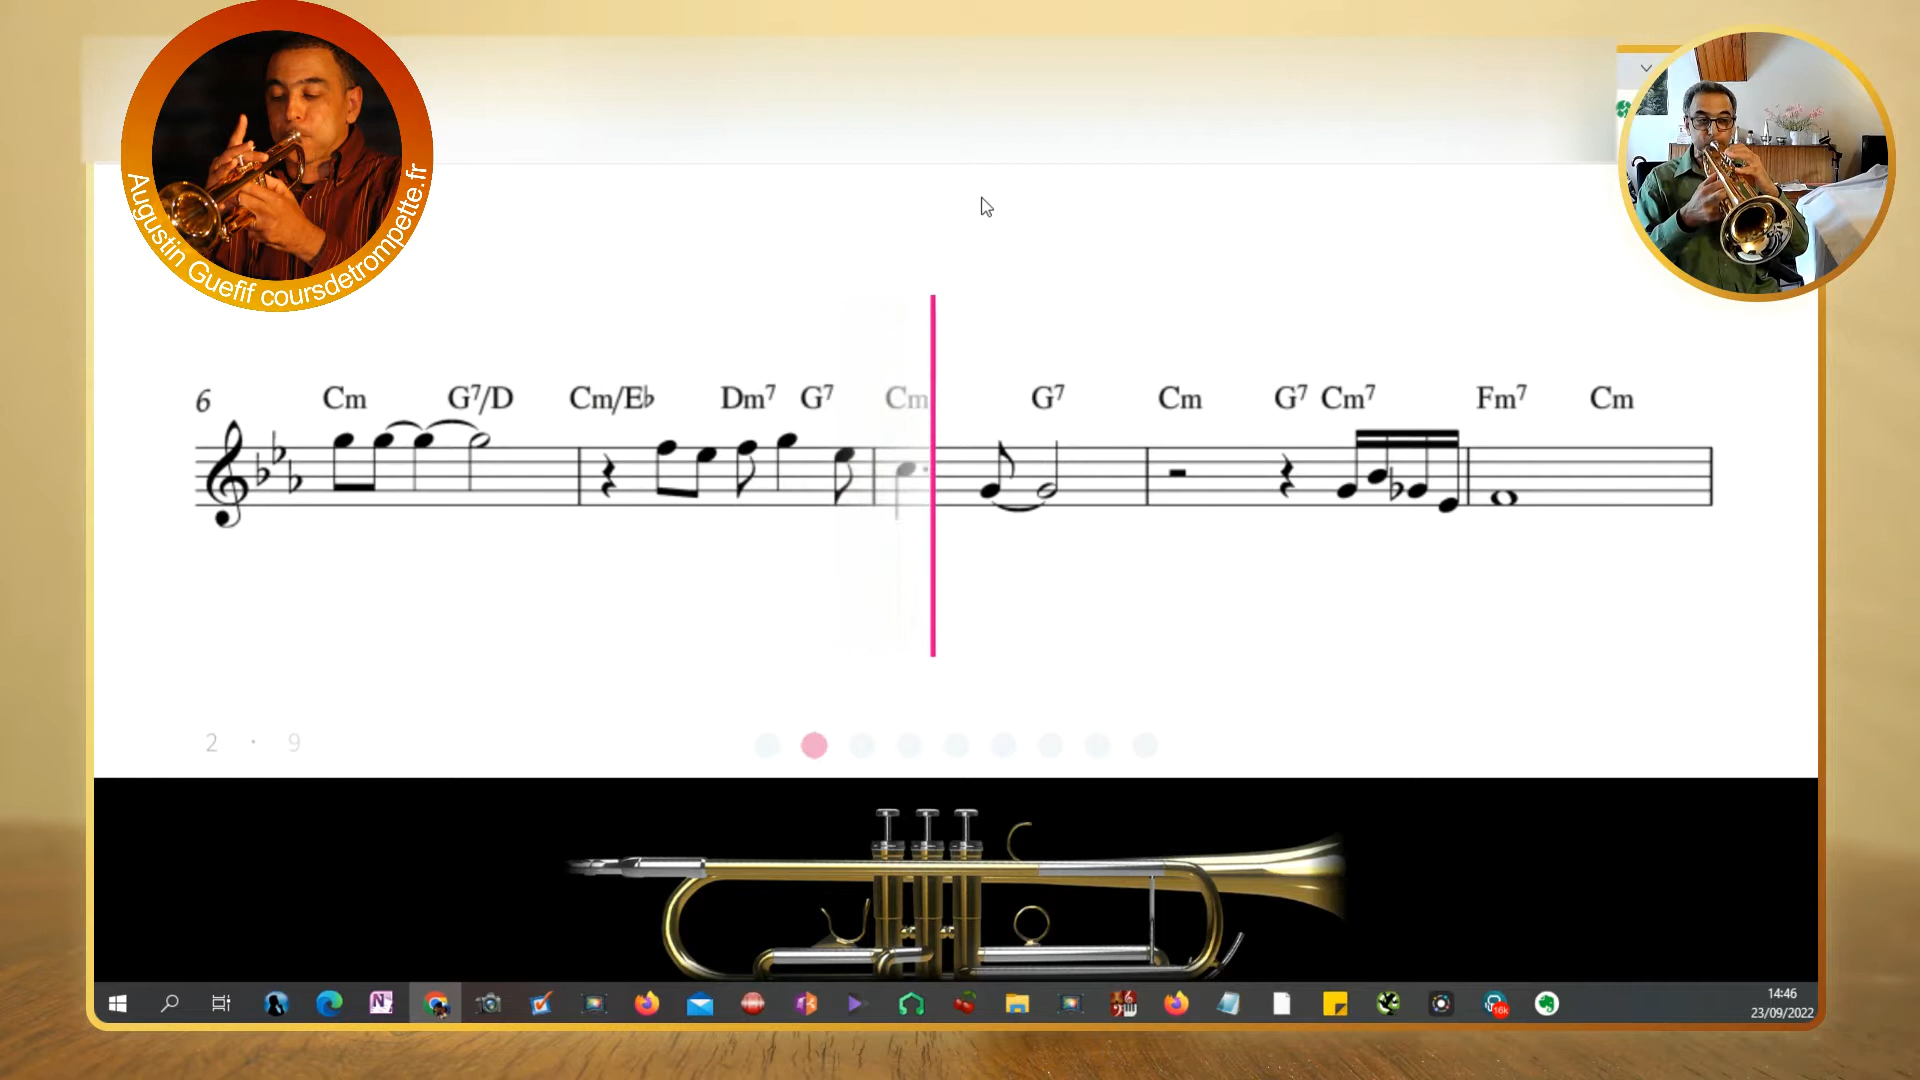 Augustin Guefif coursdetrompette.fr
6 Cm G7/D Cm/E♭ Dm7 G7 Cm G7 Cm G7 Cm7 Fm7 Cm
2 · 9
16k
14:46
23/09/2022